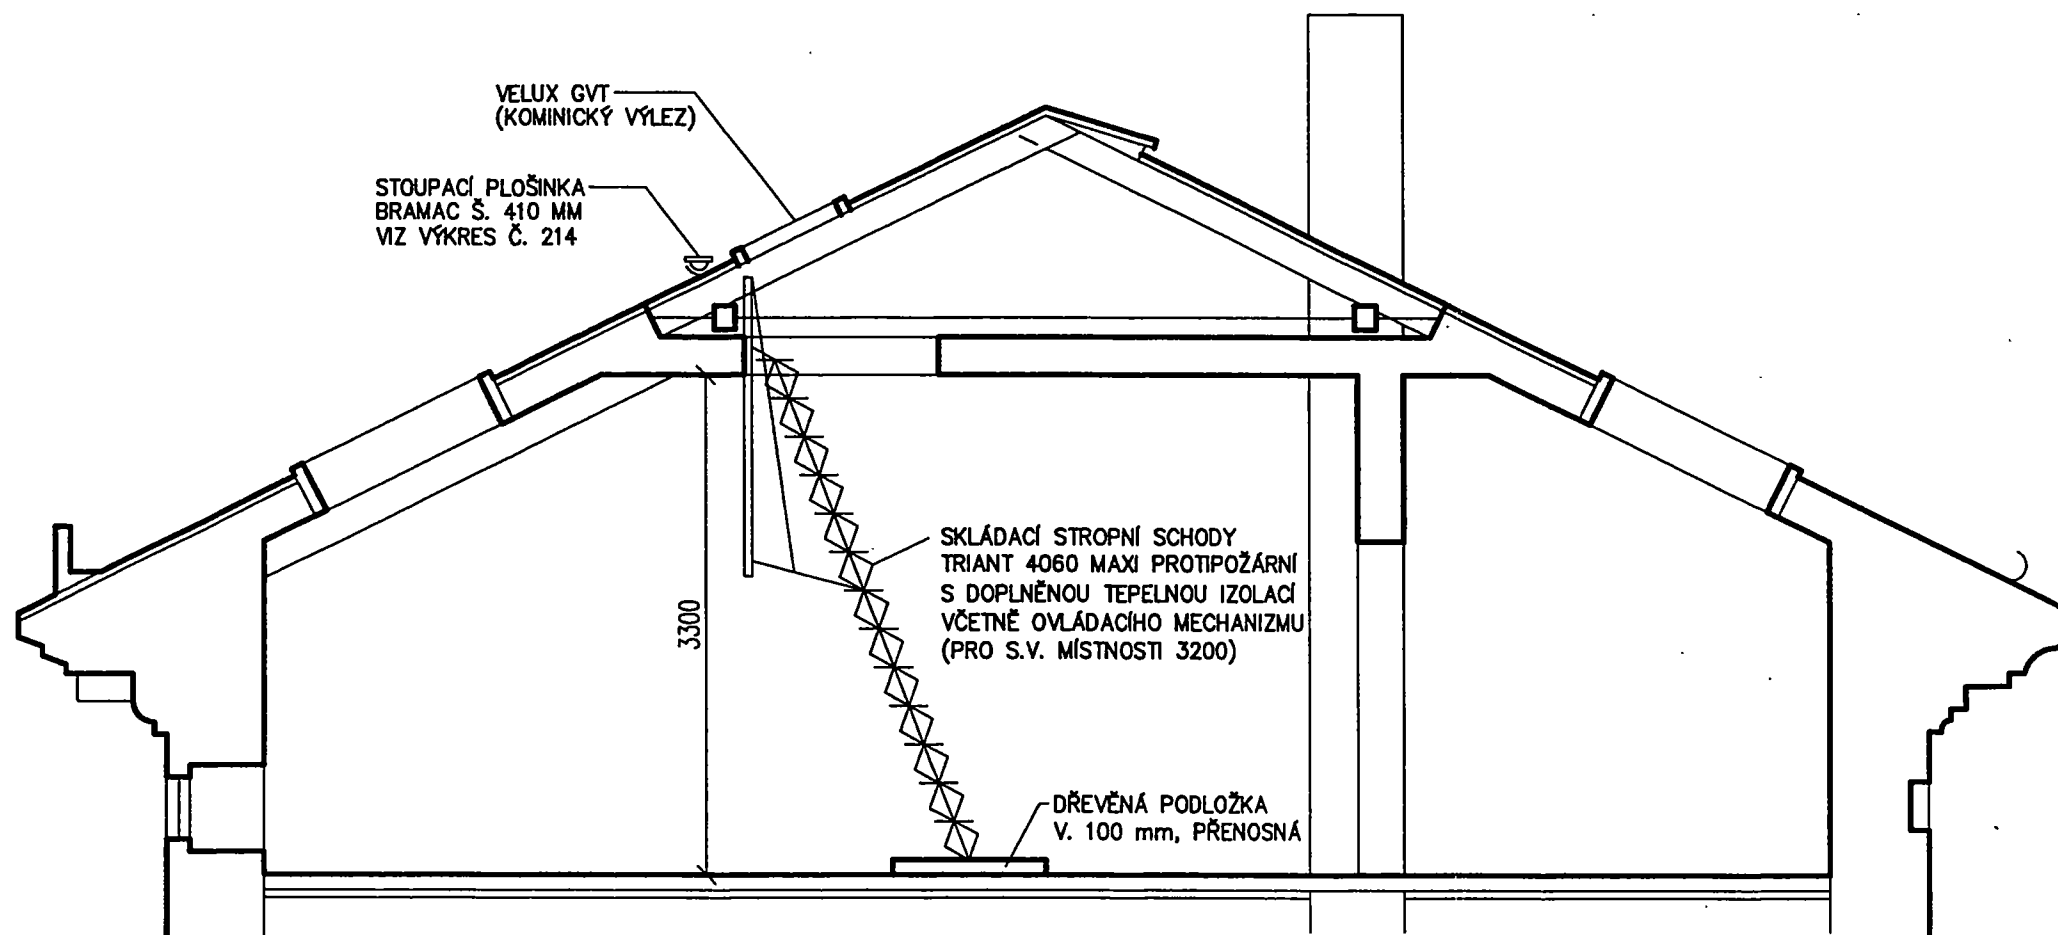 VELUX GVT
(KOMINICKÝ VÝLEZ)
STOUPACÍ PLOŠINKA
BRAMAC Š. 410 MM
VIZ VÝKRES Č. 214
SKLÁDACÍ STROPNÍ SCHODY
TRIANT 4060 MAXI PROTIPOŽÁRNÍ
S DOPLNĚNOU TEPELNOU IZOLACÍ
VČETNĚ OVLÁDACÍHO MECHANIZMU
(PRO S.V. MÍSTNOSTI 3200)
3300
DŘEVĚNÁ PODLOŽKA
V. 100 mm, PŘENOSNÁ